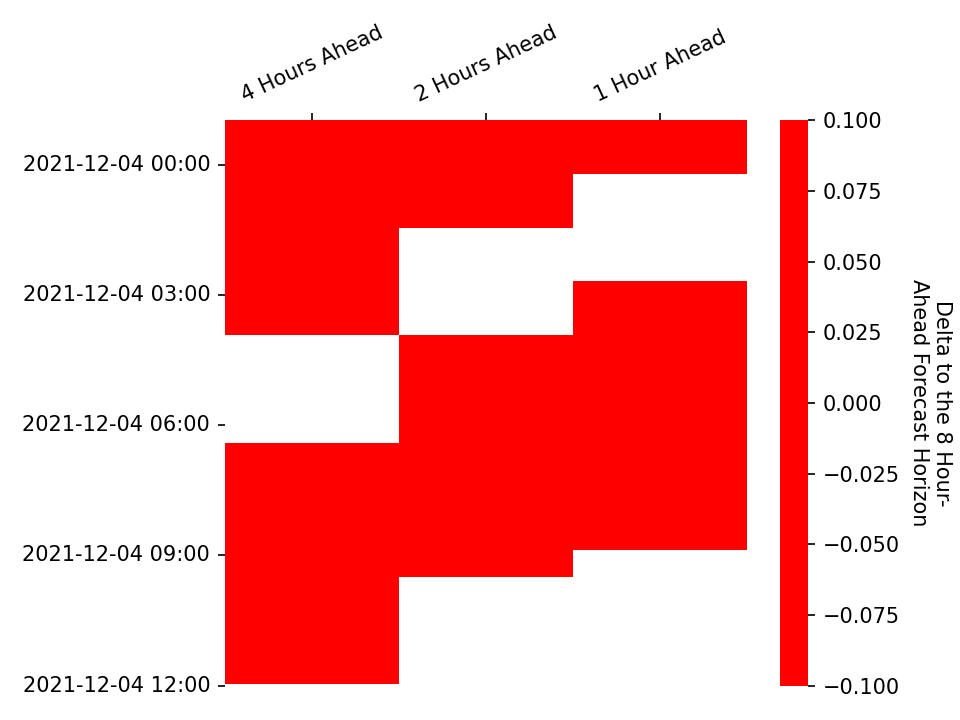 4 Hours Ahead
2 Hours Ahead
1 Hour Ahead
2021-12-04 00:00
2021-12-04 03:00
2021-12-04 06:00
2021-12-04 09:00
2021-12-04 12:00
0.100
0.075
0.050
0.025
0.000
−0.025
−0.050
−0.075
−0.100
Delta to the 8 Hour-
Ahead Forecast Horizon